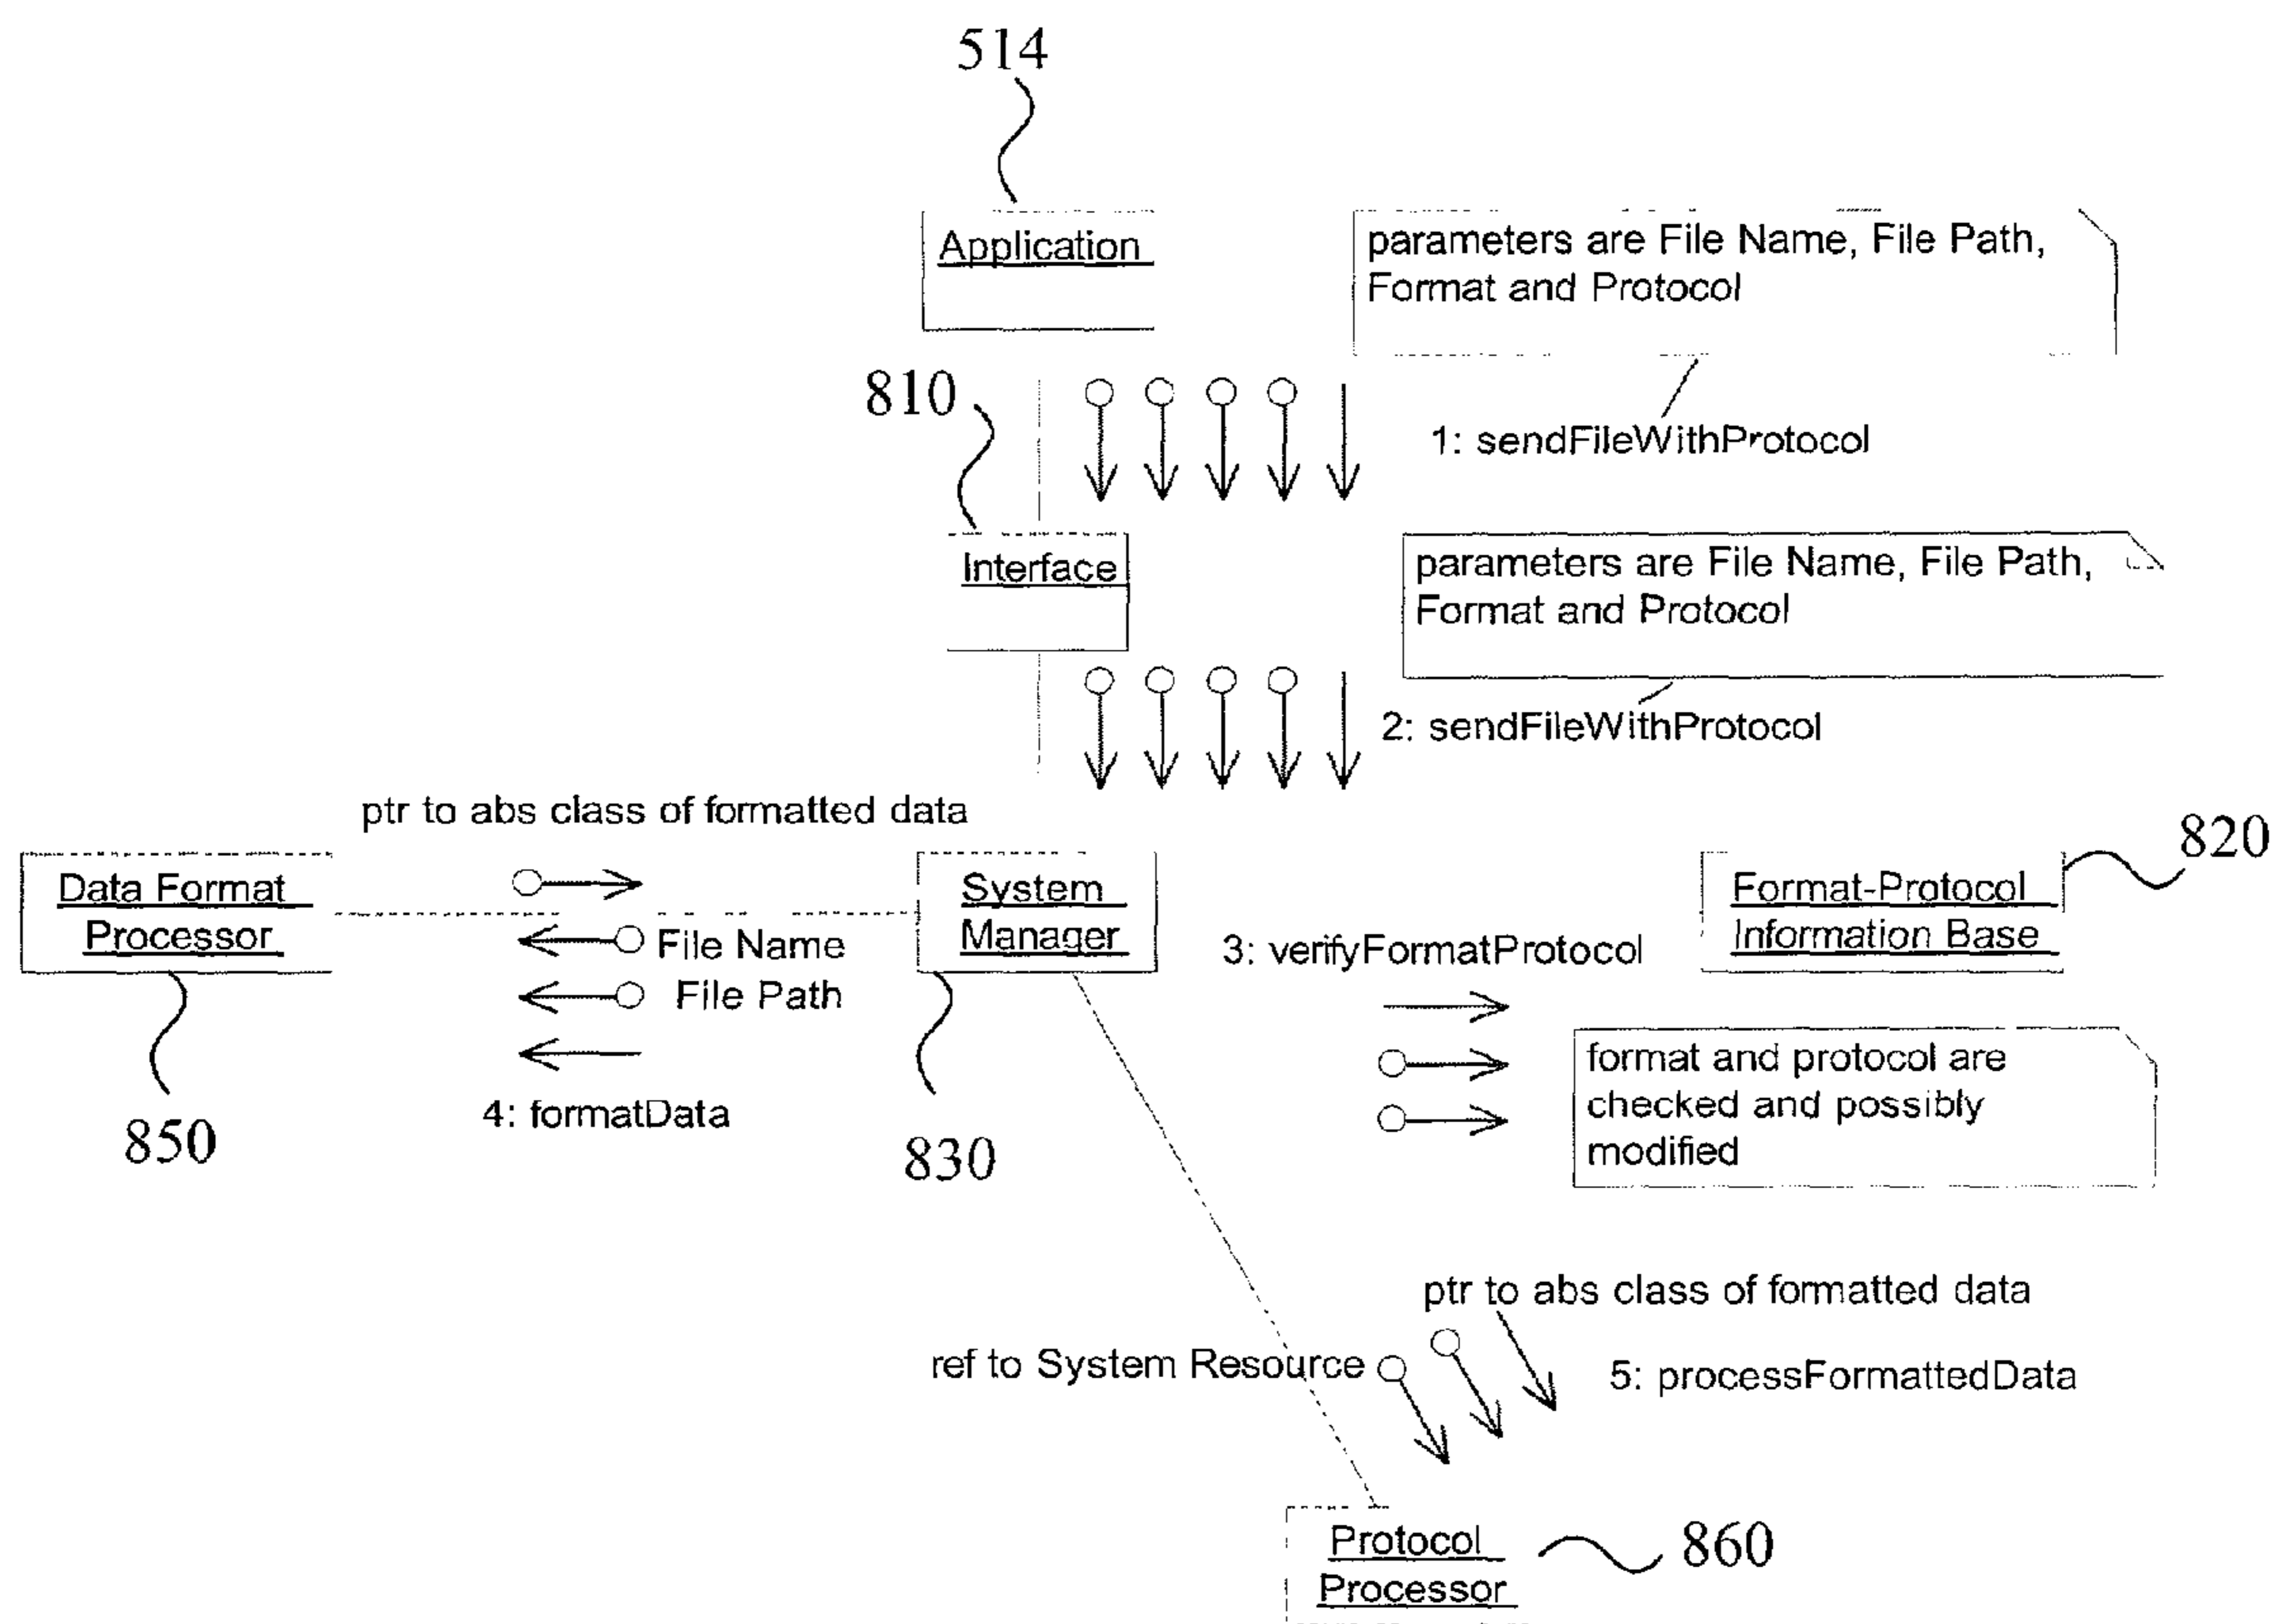 514
Application
parameters are File Name, File Path,
Format and Protocol
810
1: sendFileWithProtocol
Interface
parameters are File Name, File Path,
Format and Protocol
2: sendFileWithProtocol
ptr to abs class of formatted data
820
Data Format
Processor
System
Manager
Format-Protocol
Information Base
File Name
File Path
3: verifyFormatProtocol
4: formatData
format and protocol are
checked and possibly
modified
850
830
ptr to abs class of formatted data
ref to System Resource
5: processFormattedData
Protocol
Processor
860